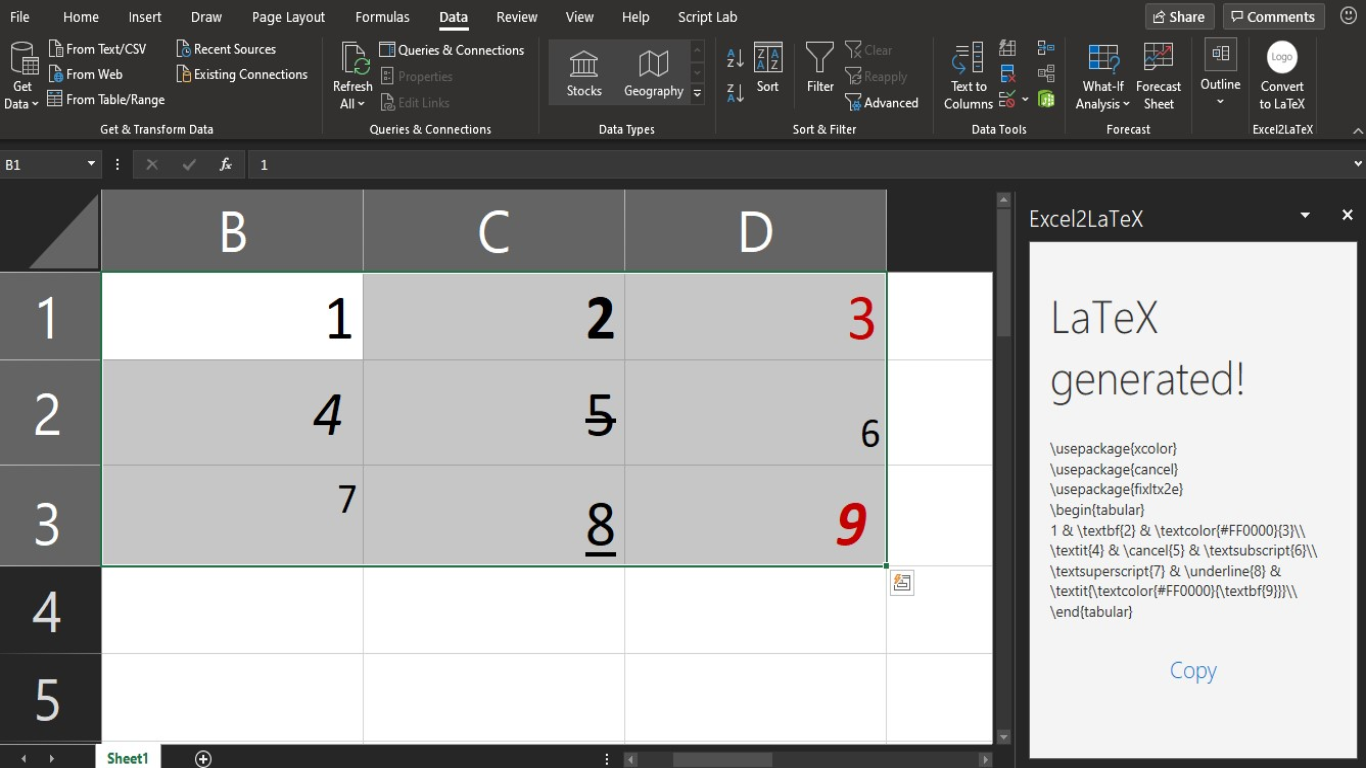 File Home Insert Draw Page Layout Formulas Data Review View Help Script Lab Share Comments
Get Data
From Text/CSV
From Web
From Table/Range
Recent Sources
Existing Connections
Get & Transform Data
Refresh All
Queries & Connections
Properties
Edit Links
Queries & Connections
Stocks
Geography
Data Types
Sort
Filter
Clear
Reapply
Advanced
Sort & Filter
Text to Columns
Data Tools
What-If Analysis
Forecast Sheet
Forecast
Outline
Logo
Convert to LaTeX
Excel2LaTeX
B1 fx 1
B C D
1 1 2 3
2 4 5 6
3 7 8 9
4
5
Sheet1
Excel2LaTeX
LaTeX
generated!
\usepackage{xcolor}
\usepackage{cancel}
\usepackage{fixltx2e}
\begin{tabular}
1 & \textbf{2} & \textcolor{#FF0000}{3}\\
\textit{4} & \cancel{5} & \textsubscript{6}\\
\textsuperscript{7} & \underline{8} &
\textit{\textcolor{#FF0000}{\textbf{9}}}\\
\end{tabular}
Copy